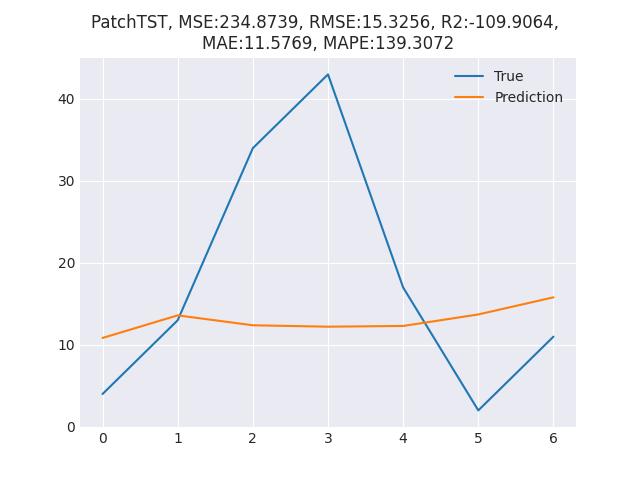 PatchTST, MSE:234.8739, RMSE:15.3256, R2:-109.9064,
MAE:11.5769, MAPE:139.3072
True
Prediction
40
30
20
10
0
0 1 2 3 4 5 6